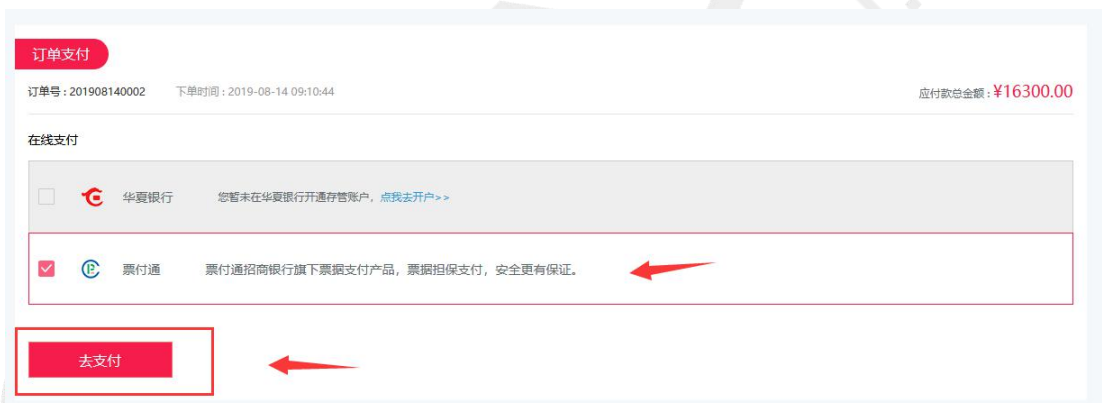 订单支付
订单号：201908140002 下单时间：2019-08-14 09:10:44 应付款总金额：¥16300.00
在线支付
华夏银行 您暂未在华夏银行开通存管账户，点我去开户>>
票付通 票付通招商银行旗下票据支付产品，票据担保支付，安全更有保证。
去支付